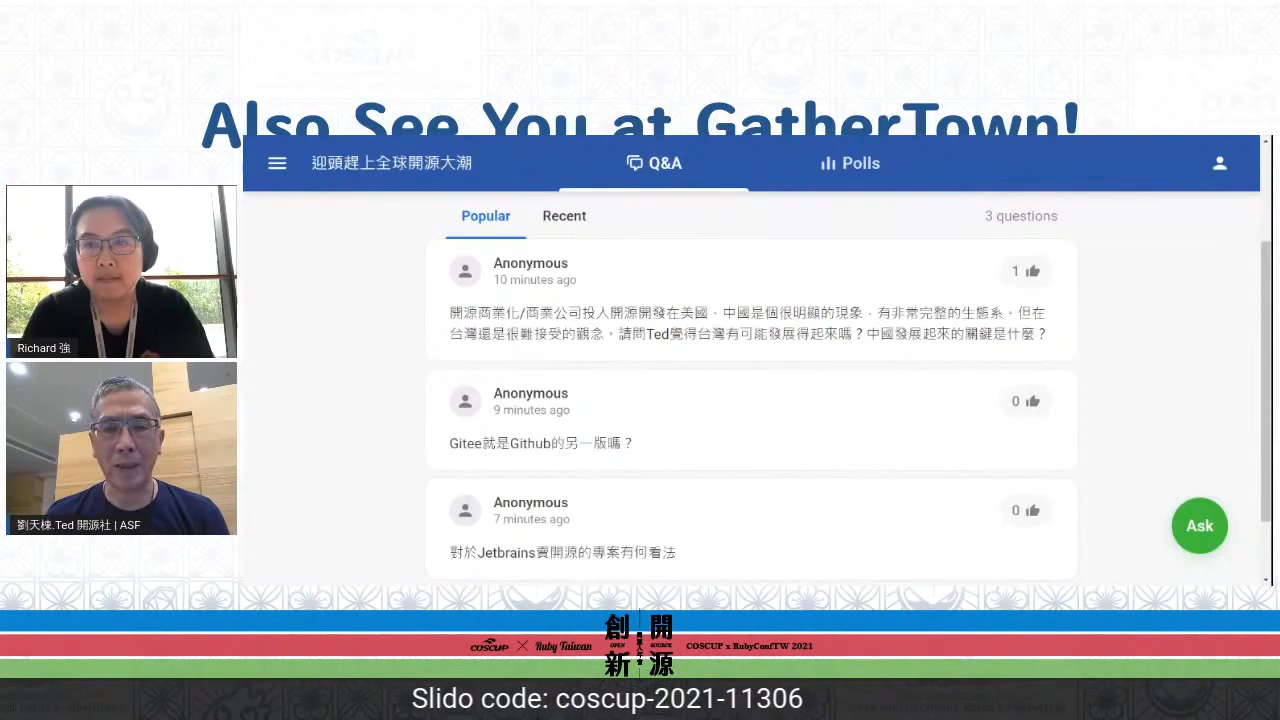 Also See You at GatherTown!
迎頭趕上全球開源大潮
Q&A
Polls
Popular
Recent
3 questions
Anonymous
10 minutes ago
1
開源商業化/商業公司投入開源開發在美國、中國是個很明顯的現象，有非常完整的生態系。但在
台灣還是很難接受的觀念。請問Ted覺得台灣有可能發展得起來嗎？中國發展起來的關鍵是什麼？
Anonymous
9 minutes ago
0
Gitee就是Github的另一版嗎？
Anonymous
7 minutes ago
0
對於Jetbrains賣開源的專案有何看法
Ask
Richard 強
劉天棟.Ted 開源社 | ASF
COSCUP × Ruby Taiwan
創新
OPEN
開源
SOURCE
COSCUP x RubyConfTW 2021
Slido code: coscup-2021-11306